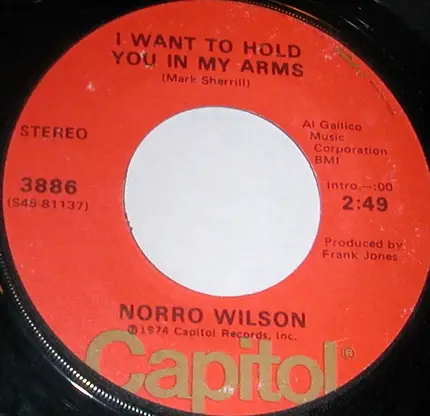 I WANT TO HOLD
YOU IN MY ARMS
(Mark Sherrill)
STEREO
3886
(S45-81137)
Al Gallico
Music
Corporation
BMI
Intro.—:00
2:49
Produced by
Frank Jones
NORRO WILSON
℗1974 Capitol Records, Inc.
Capitol®